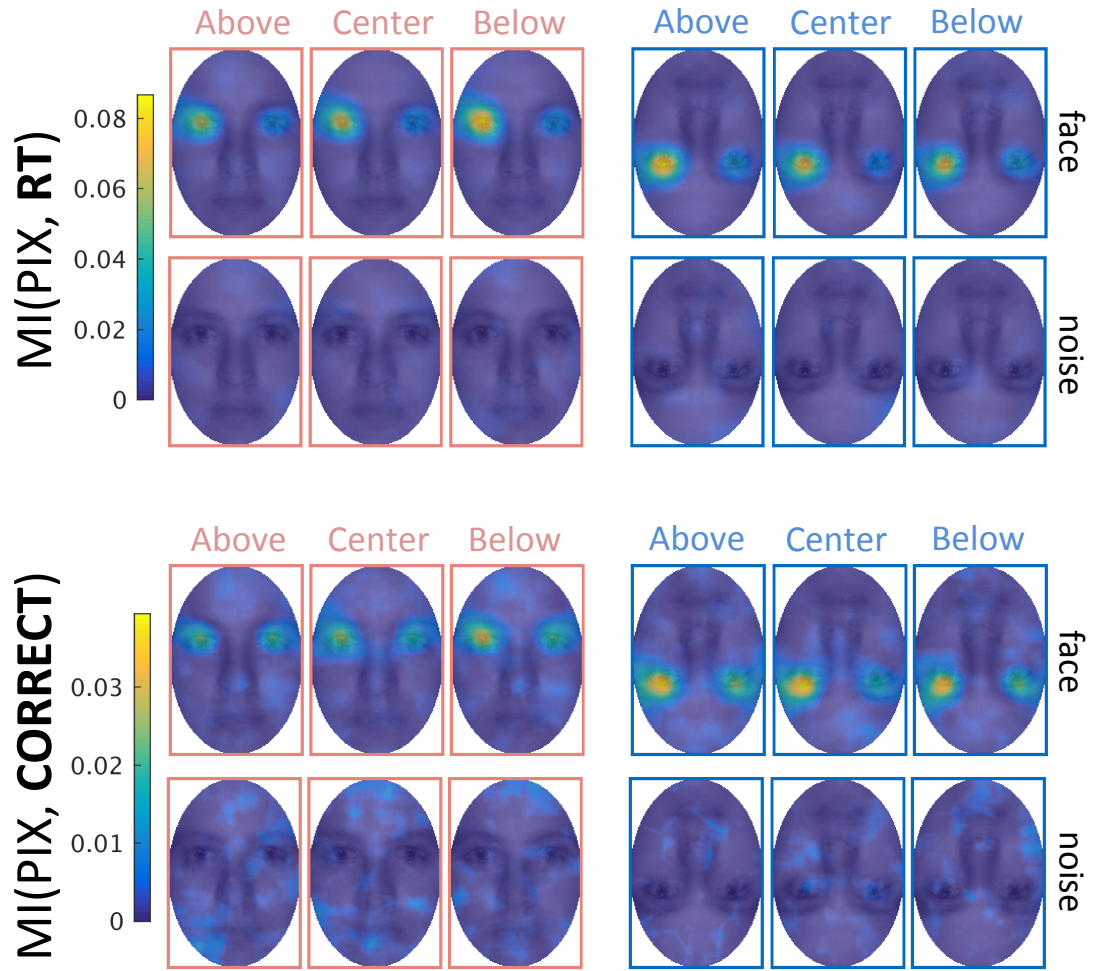 Above Center Below
Above Center Below
MI(PIX, RT)
0.08
0.06
0.04
0.02
0
face
noise
Above Center Below
Above Center Below
MI(PIX, CORRECT)
0.03
0.02
0.01
0
face
noise